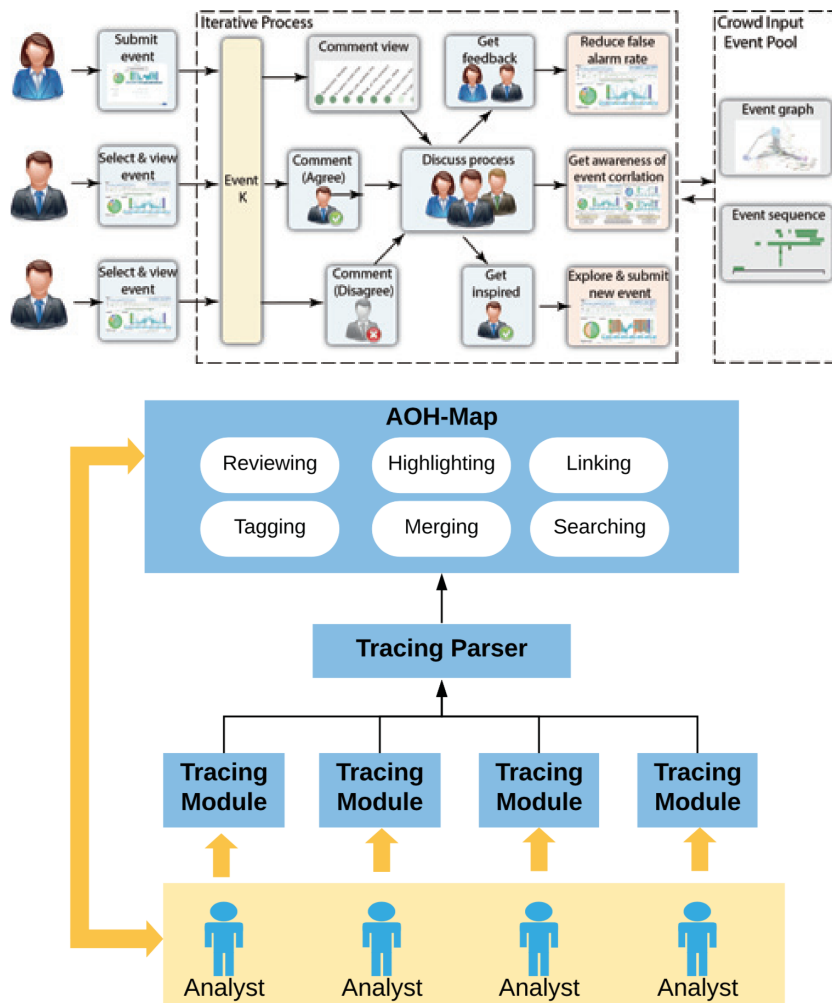 Iterative Process
Crowd Input
Event Pool
Submit
event
Comment view
Get
feedback
Reduce false
alarm rate
Event graph
Select & view
event
Event
K
Comment
(Agree)
Discuss process
Get awareness of
event corrlation
Event sequence
Select & view
event
Comment
(Disagree)
Get
inspired
Explore & submit
new event
AOH-Map
Reviewing
Highlighting
Linking
Tagging
Merging
Searching
Tracing Parser
Tracing
Module
Tracing
Module
Tracing
Module
Tracing
Module
Analyst
Analyst
Analyst
Analyst